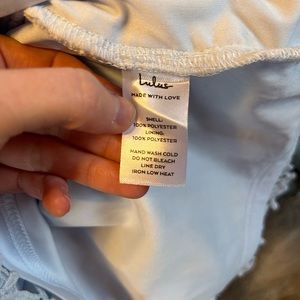 Lulus
MADE WITH LOVE
SHELL:
100% POLYESTER
LINING:
100% POLYESTER
HAND WASH COLD
DO NOT BLEACH
LINE DRY
IRON LOW HEAT